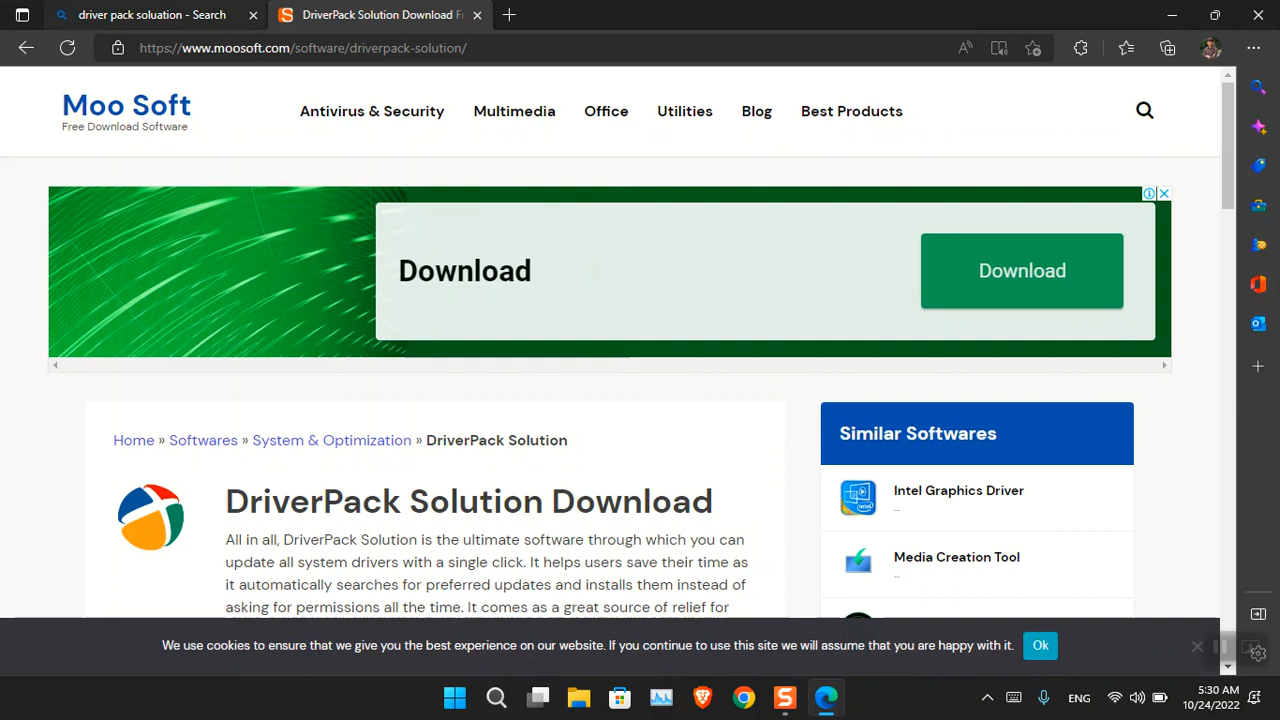 driver pack soluation - Search
DriverPack Solution Download F
https://www.moosoft.com/software/driverpack-solution/
Moo Soft
Free Download Software
Antivirus & Security
Multimedia
Office
Utilities
Blog
Best Products
Download
Download
Home » Softwares » System & Optimization » DriverPack Solution
DriverPack Solution Download
All in all, DriverPack Solution is the ultimate software through which you can
update all system drivers with a single click. It helps users save their time as
it automatically searches for preferred updates and installs them instead of
asking for permissions all the time. It comes as a great source of relief for
Similar Softwares
Intel Graphics Driver
...
Media Creation Tool
...
We use cookies to ensure that we give you the best experience on our website. If you continue to use this site we will assume that you are happy with it.
Ok
ENG
5:30 AM
10/24/2022